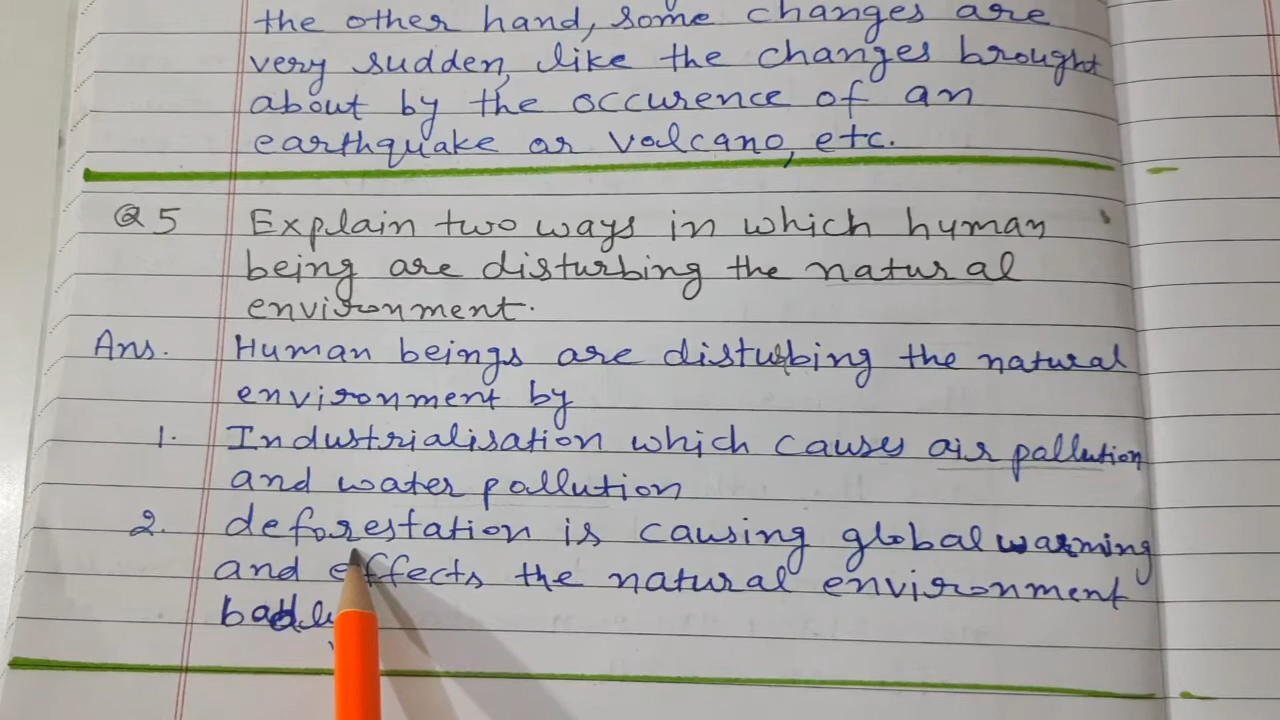 the other hand, some changes are
very sudden, like the changes brought
about by the occurence of an
earthquake or volcano, etc.
Q5 Explain two ways in which human
being are disturbing the natural
environment.
Ans. Human beings are disturbing the natural
environment by
1. Industrialisation which causes air pollution
and water pollution
2. deforestation is causing global warming
and effects the natural environment
badly